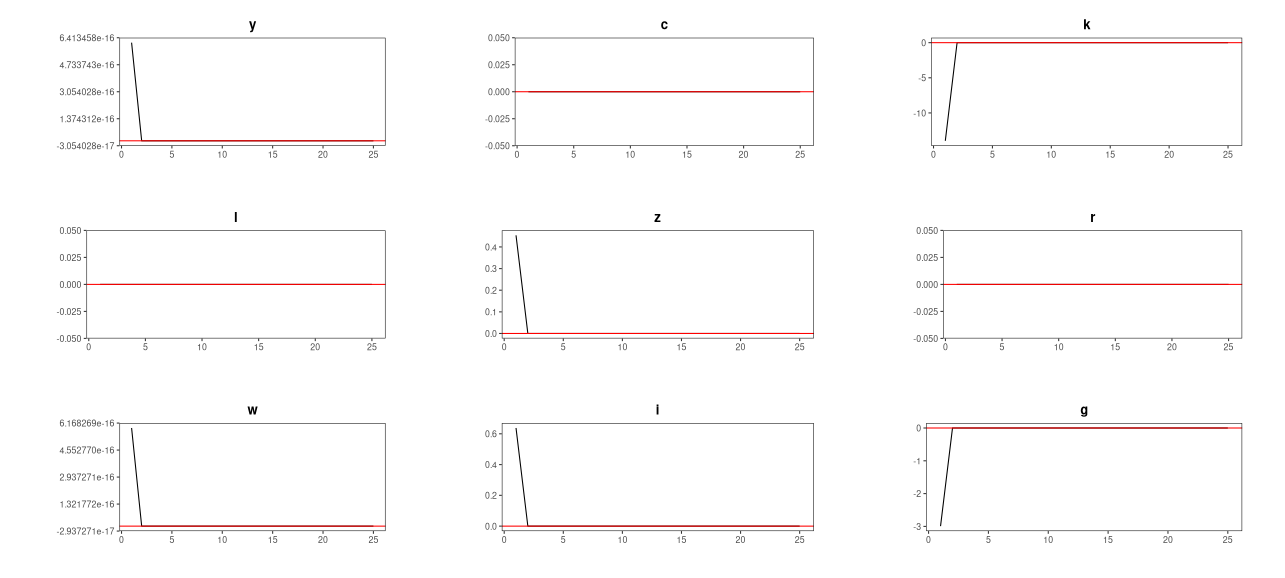 y
6.413458e-16
4.733743e-16
3.054028e-16
1.374312e-16
-3.054028e-17
0 5 10 15 20 25
c
0.050
0.025
0.000
-0.025
-0.050
0 5 10 15 20 25
k
0
-5
-10
0 5 10 15 20 25
l
0.050
0.025
0.000
-0.025
-0.050
0 5 10 15 20 25
z
0.4
0.3
0.2
0.1
0.0
0 5 10 15 20 25
r
0.050
0.025
0.000
-0.025
-0.050
0 5 10 15 20 25
w
6.168269e-16
4.552770e-16
2.937271e-16
1.321772e-16
-2.937271e-17
0 5 10 15 20 25
i
0.6
0.4
0.2
0.0
0 5 10 15 20 25
g
0
-1
-2
-3
0 5 10 15 20 25